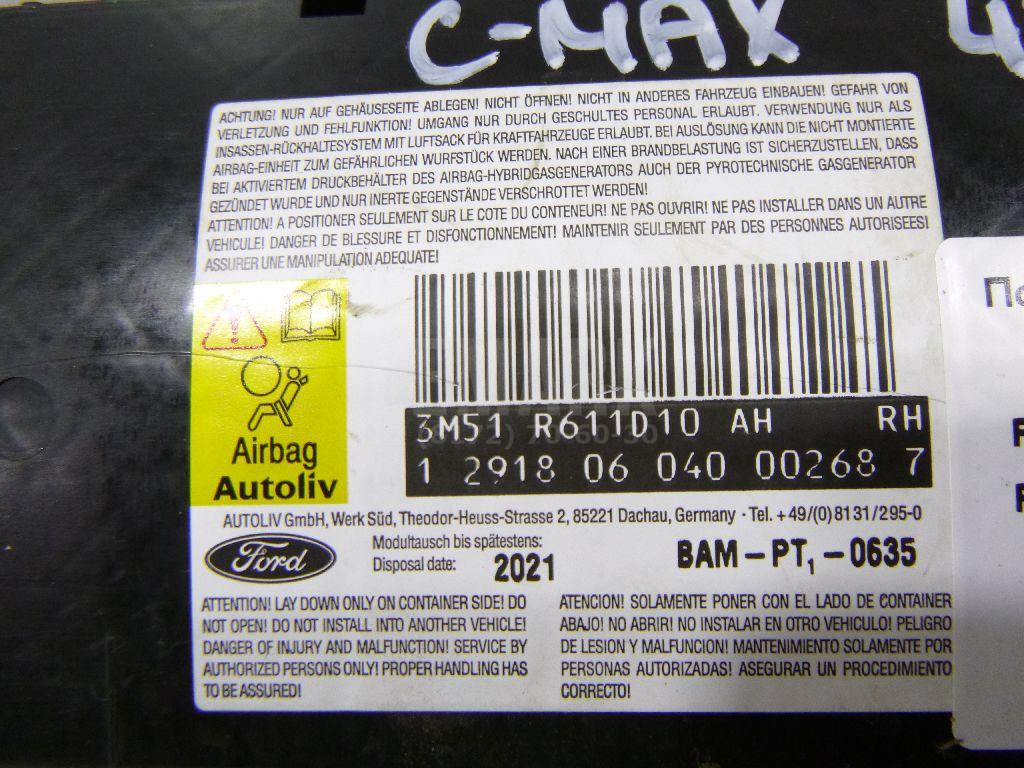 C-MAX
ACHTUNG! NUR AUF GEHÄUSESEITE ABLEGEN! NICHT ÖFFNEN! NICHT IN ANDERES FAHRZEUG EINBAUEN! GEFAHR VON
VERLETZUNG UND FEHLFUNKTION! UMGANG NUR DURCH GESCHULTES PERSONAL ERLAUBT. VERWENDUNG NUR ALS
INSASSEN-RÜCKHALTESYSTEM MIT LUFTSACK FÜR KRAFTFAHRZEUGE ERLAUBT. BEI AUSLÖSUNG KANN DIE NICHT MONTIERTE
AIRBAG-EINHEIT ZUM GEFÄHRLICHEN WURFSTÜCK WERDEN. NACH EINER BRANDBELASTUNG IST SICHERZUSTELLEN, DASS
BEI AKTIVIERTEM DRUCKBEHÄLTER DES AIRBAG-HYBRIDGASGENERATORS AUCH DER PYROTECHNISCHE GASGENERATOR
GEZÜNDET WURDE UND NUR INERTE GEGENSTÄNDE VERSCHROTTET WERDEN!
ATTENTION! A POSITIONER SEULEMENT SUR LE COTE DU CONTENEUR! NE PAS OUVRIR! NE PAS INSTALLER DANS UN AUTRE
VEHICULE! DANGER DE BLESSURE ET DISFONCTIONNEMENT! MAINTENIR SEULEMENT PAR DES PERSONNES AUTORISEES!
ASSURER UNE MANIPULATION ADEQUATE!
Airbag
Autoliv
3M51 R611D10 AH RH
1 2918 06 040 00268 7
AUTOLIV GmbH, Werk Süd, Theodor-Heuss-Strasse 2, 85221 Dachau, Germany · Tel. +49/(0)8131/295-0
Ford
Modultausch bis spätestens:
Disposal date: 2021
BAM-PT₁-0635
ATTENTION! LAY DOWN ONLY ON CONTAINER SIDE! DO
NOT OPEN! DO NOT INSTALL INTO ANOTHER VEHICLE!
DANGER OF INJURY AND MALFUNCTION! SERVICE BY
AUTHORIZED PERSONS ONLY! PROPER HANDLING HAS
TO BE ASSURED!
ATENCION! SOLAMENTE PONER CON EL LADO DE CONTAINER
ABAJO! NO ABRIR! NO INSTALAR EN OTRO VEHICULO! PELIGRO
DE LESION Y MALFUNCION! MANTENIMIENTO SOLAMENTE POR
PERSONAS AUTORIZADAS! ASEGURAR UN PROCEDIMIENTO
CORRECTO!